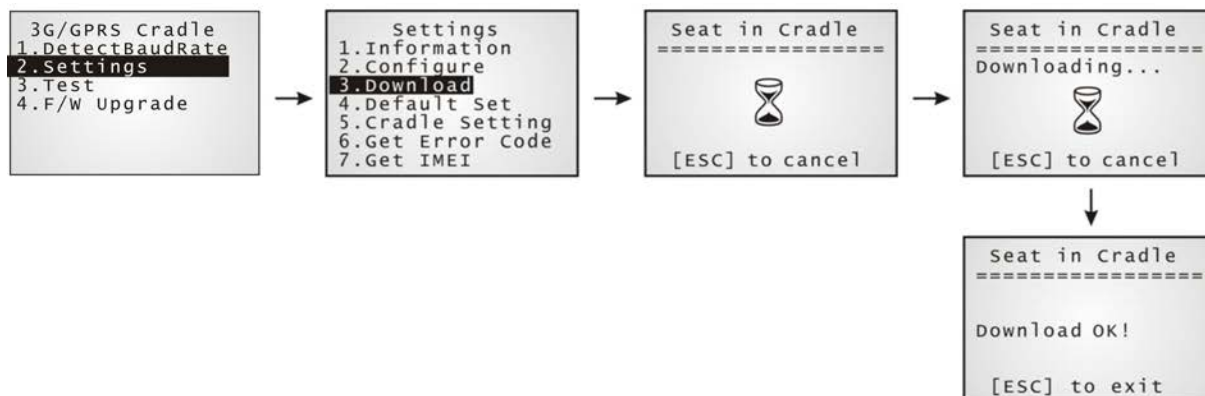 3G/GPRS Cradle
1.DetectBaudRate
2.Settings
3.Test
4.F/W Upgrade
Settings
1.Information
2.Configure
3.Download
4.Default Set
5.Cradle Setting
6.Get Error Code
7.Get IMEI
Seat in Cradle
=================
[ESC] to cancel
Seat in Cradle
=================
Downloading...
[ESC] to cancel
Seat in Cradle
=================
Download OK!
[ESC] to exit